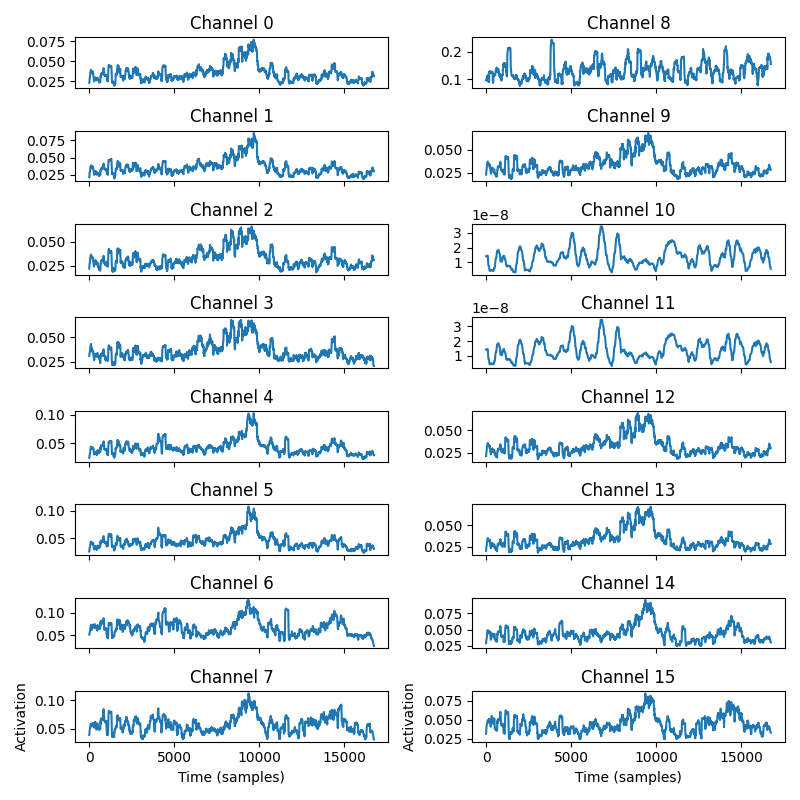 Channel 0
0.075
0.050
0.025
Channel 1
0.075
0.050
0.025
Channel 2
0.050
0.025
Channel 3
0.050
0.025
Channel 4
0.10
0.05
Channel 5
0.10
0.05
Channel 6
0.10
0.05
Channel 7
0.10
0.05
Activation
0 5000 10000 15000
Time (samples)
Channel 8
0.2
0.1
Channel 9
0.050
0.025
Channel 10
1e−8
3
2
1
Channel 11
1e−8
3
2
1
Channel 12
0.050
0.025
Channel 13
0.050
0.025
Channel 14
0.075
0.050
0.025
Channel 15
0.075
0.050
0.025
Activation
0 5000 10000 15000
Time (samples)